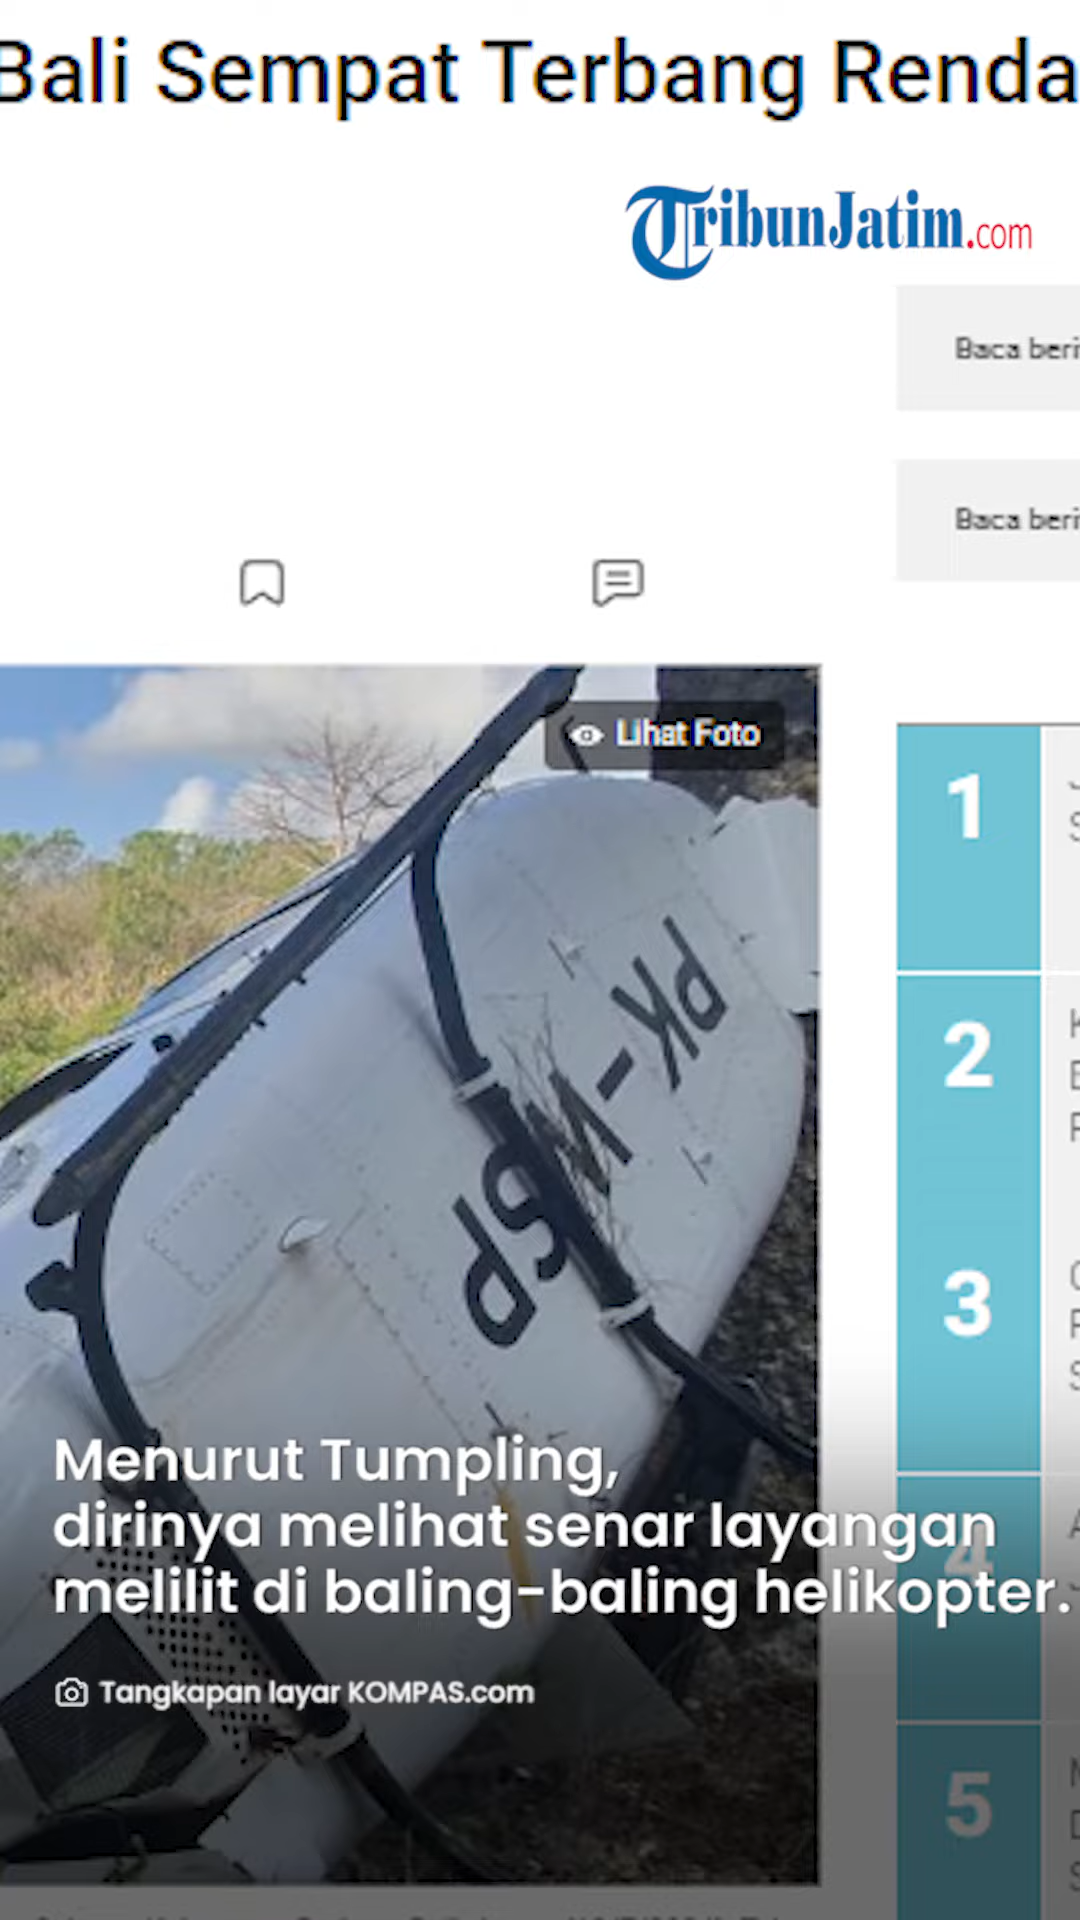 Bali Sempat Terbang Renda
TribunJatim.com
Baca beri
Baca beri
Lihat Foto
1
2
3
4
5
PK-WSP
Menurut Tumpling,
dirinya melihat senar layangan
melilit di baling-baling helikopter.
Tangkapan layar KOMPAS.com